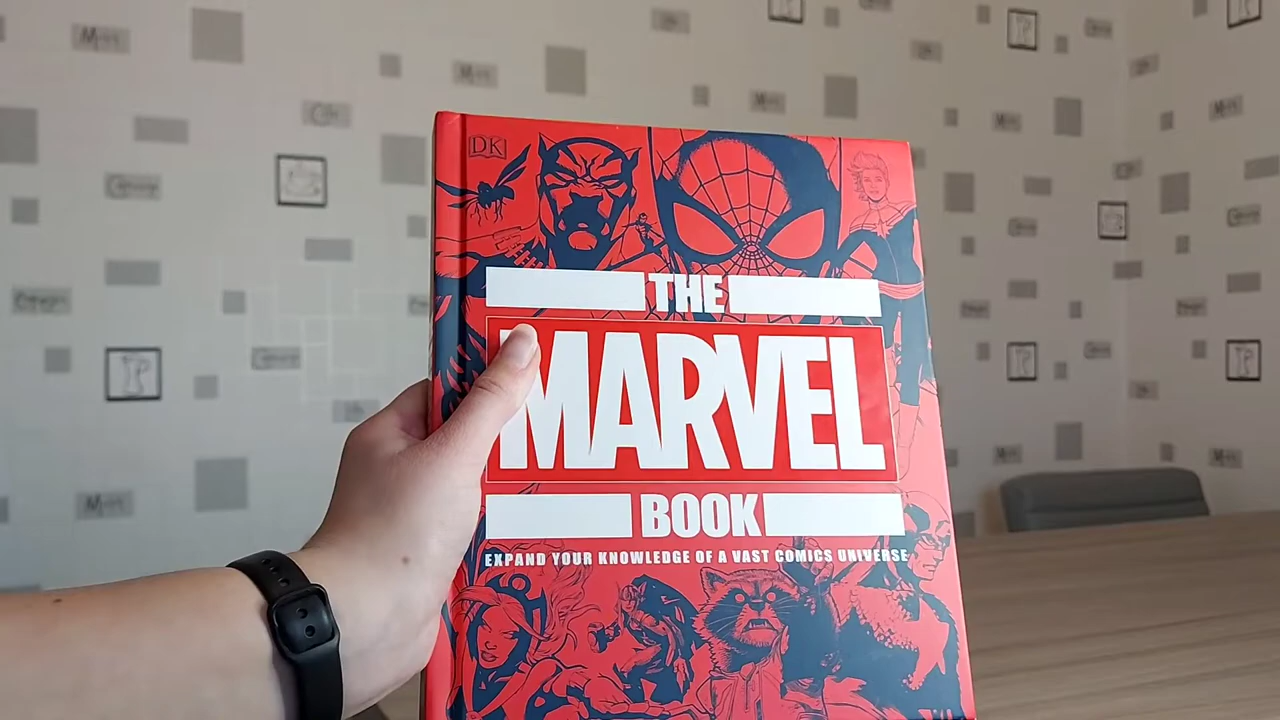 DK
THE
MARVEL
BOOK
EXPAND YOUR KNOWLEDGE OF A VAST COMICS UNIVERSE